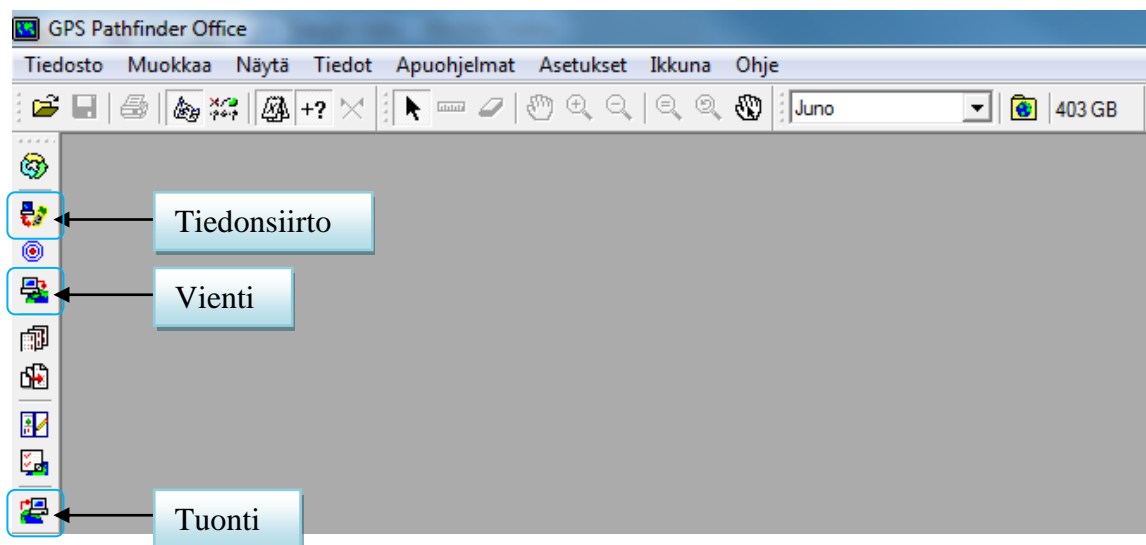 GPS Pathfinder Office
Tiedosto Muokkaa Näytä Tiedot Apuohjelmat Asetukset Ikkuna Ohje
+? Juno 403 GB
Tiedonsiirto
Vienti
Tuonti